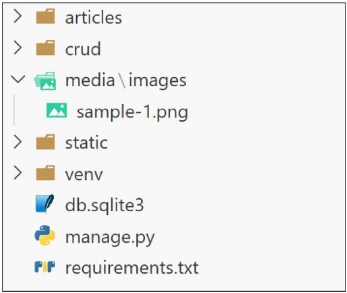 articles
crud
media\images
sample-1.png
static
venv
db.sqlite3
manage.py
requirements.txt